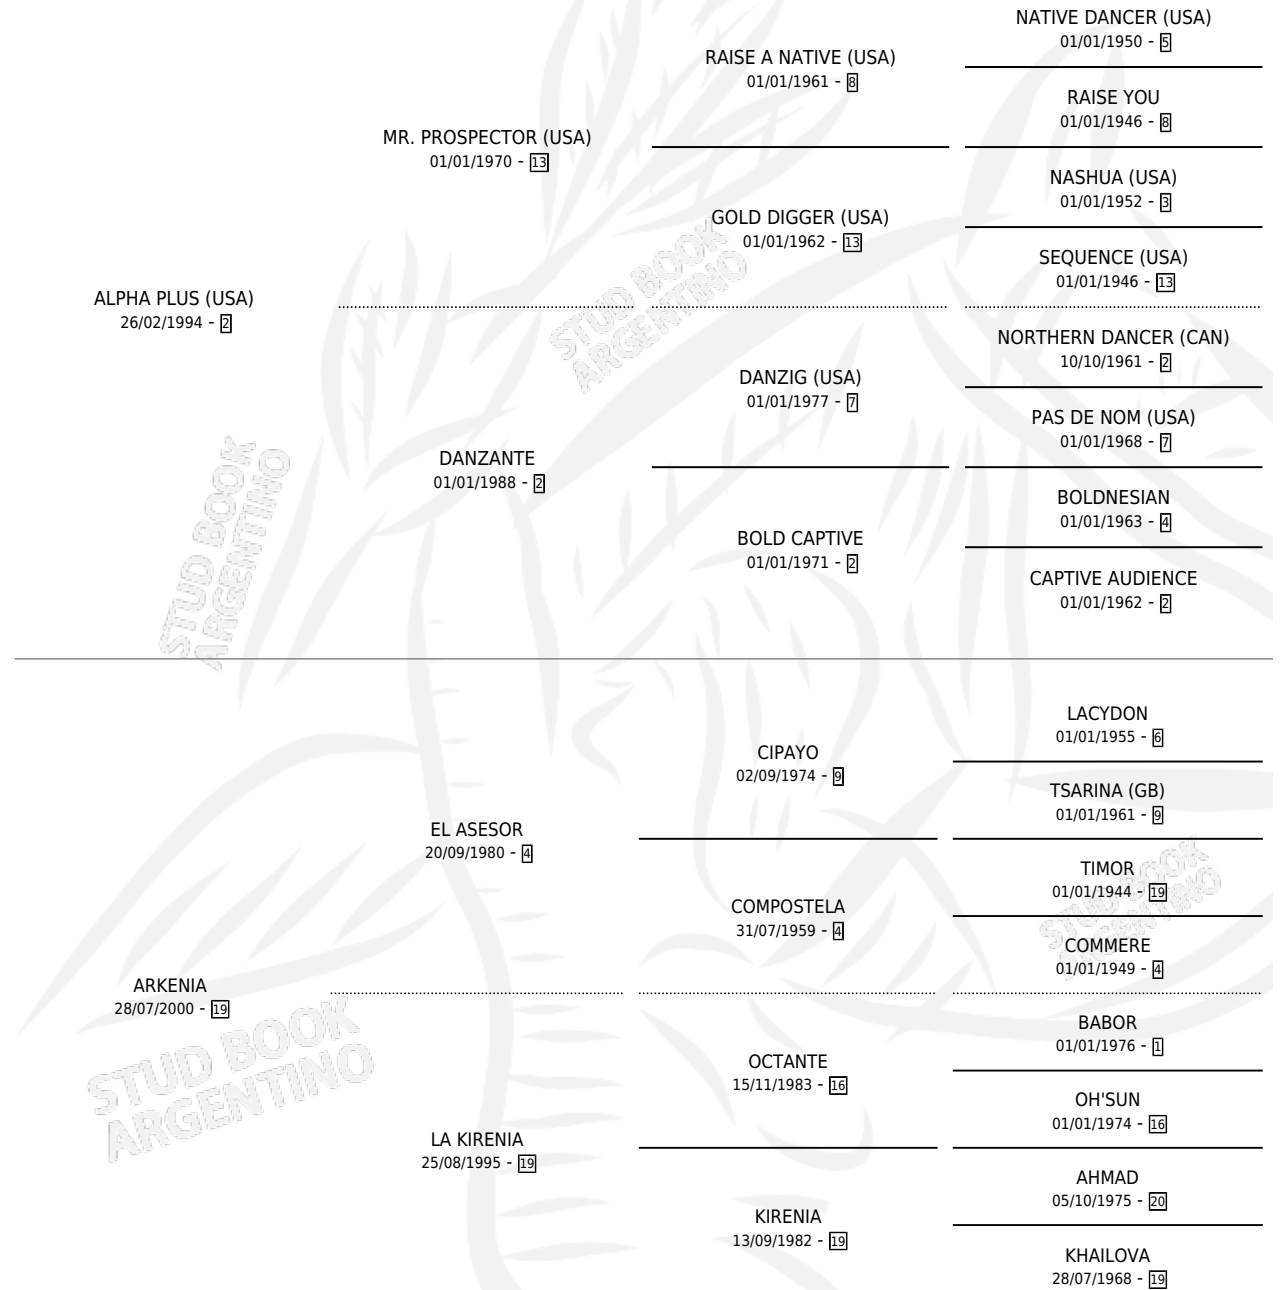 NATIVE DANCER (USA)
01/01/1950 - 5
RAISE A NATIVE (USA)
01/01/1961 - 8
RAISE YOU
01/01/1946 - 8
MR. PROSPECTOR (USA)
01/01/1970 - 13
NASHUA (USA)
01/01/1952 - 3
GOLD DIGGER (USA)
01/01/1962 - 13
SEQUENCE (USA)
01/01/1946 - 13
ALPHA PLUS (USA)
26/02/1994 - 2
NORTHERN DANCER (CAN)
10/10/1961 - 2
DANZIG (USA)
01/01/1977 - 7
PAS DE NOM (USA)
01/01/1968 - 7
DANZANTE
01/01/1988 - 2
BOLDNESIAN
01/01/1963 - 4
BOLD CAPTIVE
01/01/1971 - 2
CAPTIVE AUDIENCE
01/01/1962 - 2
STUD BOOK
ARGENTINO
STUD BOOK
ARGENTINO
LACYDON
01/01/1955 - 6
CIPAYO
02/09/1974 - 9
TSARINA (GB)
01/01/1961 - 9
EL ASESOR
20/09/1980 - 4
TIMOR
01/01/1944 - 19
COMPOSTELA
31/07/1959 - 4
COMMERE
01/01/1949 - 4
ARKENIA
28/07/2000 - 19
BABOR
01/01/1976 - 1
OCTANTE
15/11/1983 - 16
OH'SUN
01/01/1974 - 16
LA KIRENIA
25/08/1995 - 19
AHMAD
05/10/1975 - 20
KIRENIA
13/09/1982 - 19
KHAILOVA
28/07/1968 - 19
STUD BOOK
ARGENTINO
STUD BOOK
ARGENTINO